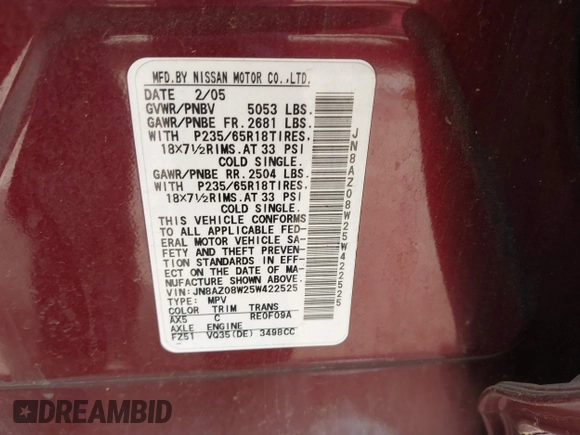 MFD.BY NISSAN MOTOR CO.,LTD.
DATE 2/05
GVWR/PNBV 5053 LBS.
GAWR/PNBE FR. 2681 LBS.
WITH P235/65R18TIRES.
18X7½RIMS.AT 33 PSI
COLD SINGLE.
GAWR/PNBE RR. 2504 LBS.
WITH P235/65R18TIRES.
18X7½RIMS.AT 33 PSI
COLD SINGLE.
THIS VEHICLE CONFORMS
TO ALL APPLICABLE FED-
ERAL MOTOR VEHICLE SA-
FETY AND THEFT PREVEN-
TION STANDARDS IN EFF-
ECT ON THE DATE OF MA-
NUFACTURE SHOWN ABOVE.
VIN: JN8AZ08W25W422525
TYPE: MPV
COLOR TRIM TRANS
AX5 C RE0F09A
AXLE ENGINE
FZ51 VQ35(DE) 3498CC
JN8AZ08W25W422525
DREAMBID